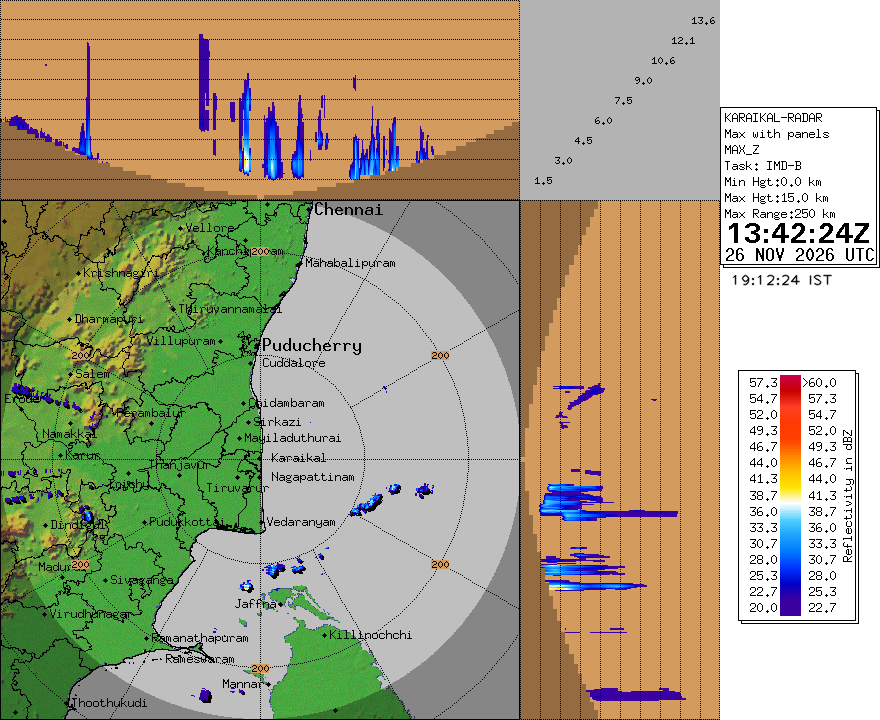 13.6
12.1
10.6
9.0
7.5
6.0
4.5
3.0
1.5
KARAIKAL-RADAR
Max with panels
MAX_Z
Task: IMD-B
Min Hgt:0.0 km
Max Hgt:15.0 km
Max Range:250 km
13:42:24Z
26 NOV 2026 UTC
19:12:24 IST
Chennai
Vellore
200
Mahabalipuram
Krishnagiri
Thiruvannamalai
Dharmapuri
Villupuram
Puducherry
200
200
Cuddalore
Salem
Erode
Chidambaram
Perambalur
Sirkazi
Namakkal
Mayiladuthurai
Karur
Karaikal
Thanjavur
Nagapattinam
Tiruvarur
Pudukkottai
Vedaranyam
Dindigul
200
200
Madurai
Sivaganga
Jaffna
Virudhunagar
Ramanathapuram
Killinochchi
Rameswaram
200
Mannar
Thoothukudi
57.3 >60.0
54.7 57.3
52.0 54.7
49.3 52.0
46.7 49.3
44.0 46.7
41.3 44.0
38.7 41.3
36.0 38.7
33.3 36.0
30.7 33.3
28.0 30.7
25.3 28.0
22.7 25.3
20.0 22.7
Reflectivity in dBZ